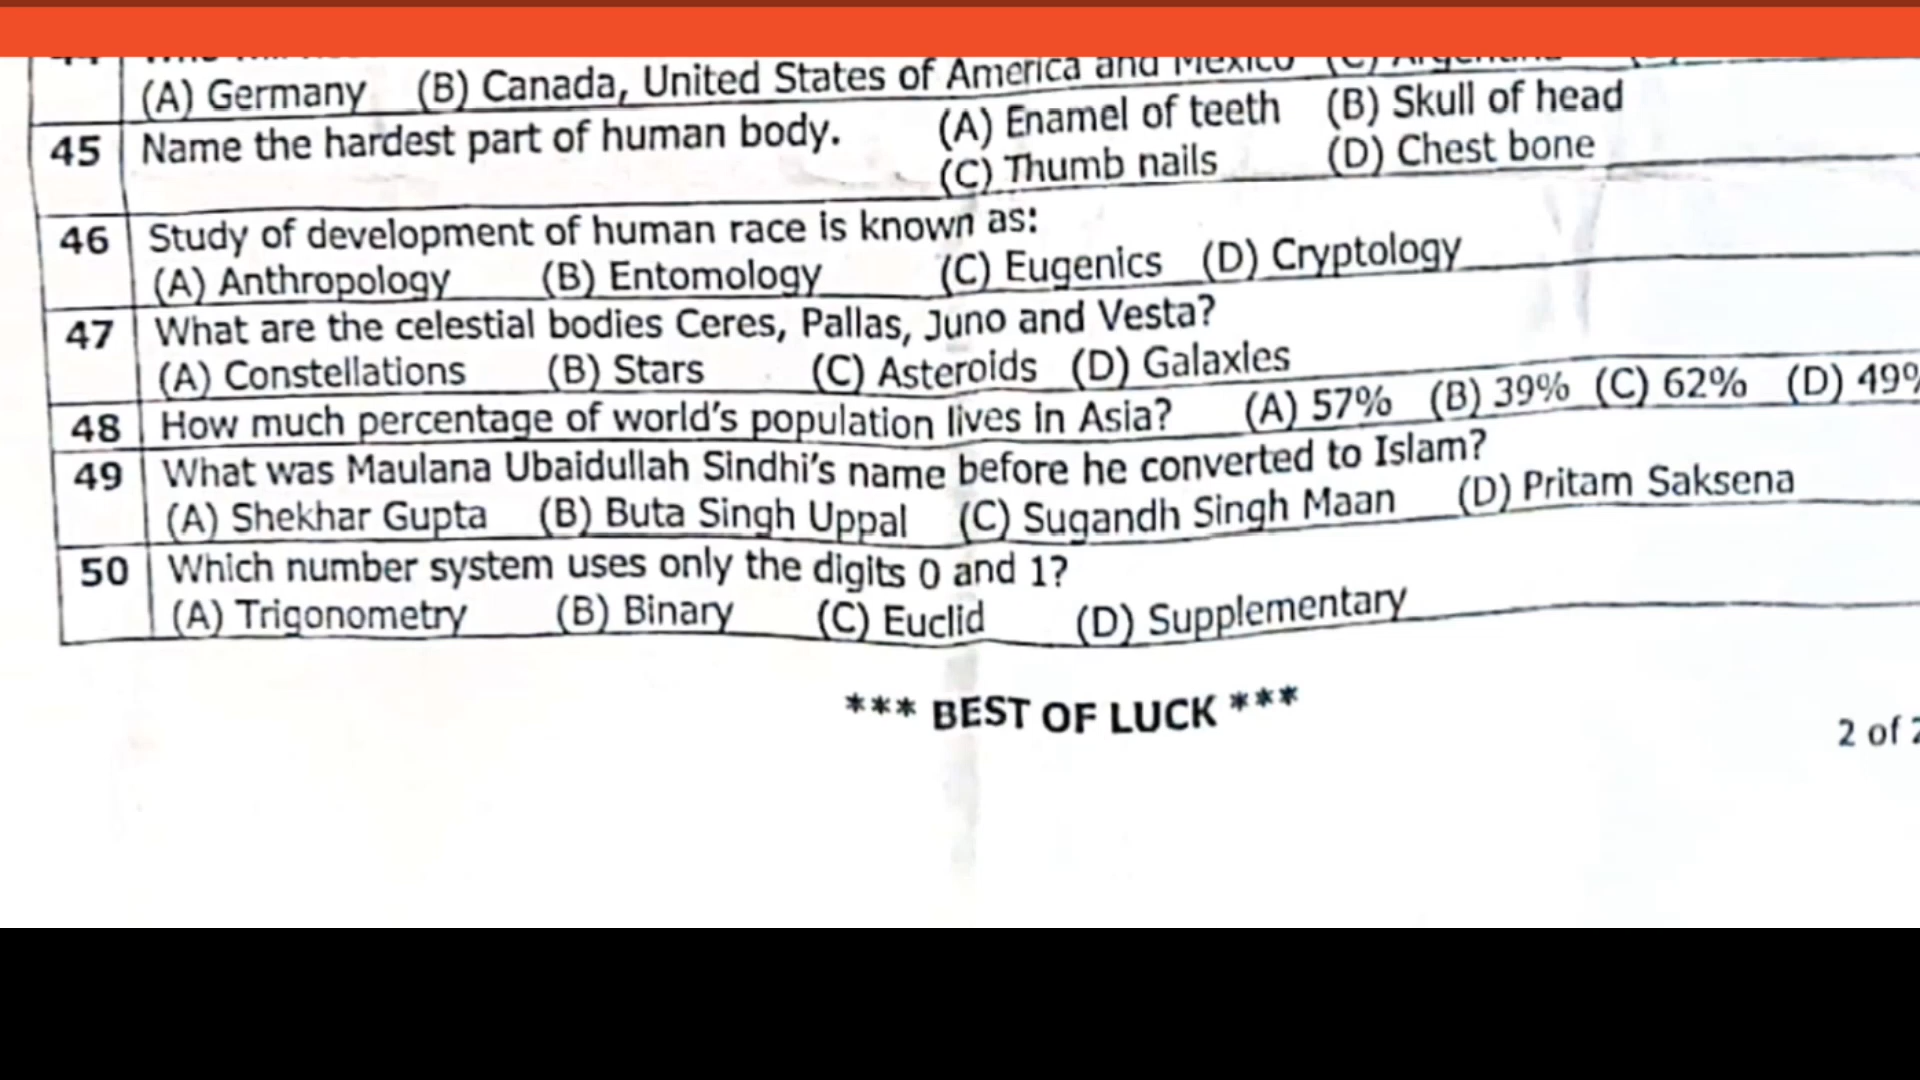 (A) Germany (B) Canada, United States of America and Mexico (C) Argentina
45 Name the hardest part of human body. (A) Enamel of teeth (B) Skull of head
(C) Thumb nails (D) Chest bone
46 Study of development of human race is known as:
(A) Anthropology (B) Entomology (C) Eugenics (D) Cryptology
47 What are the celestial bodies Ceres, Pallas, Juno and Vesta?
(A) Constellations (B) Stars (C) Asteroids (D) Galaxies
48 How much percentage of world's population lives in Asia? (A) 57% (B) 39% (C) 62% (D) 49%
49 What was Maulana Ubaidullah Sindhi's name before he converted to Islam?
(A) Shekhar Gupta (B) Buta Singh Uppal (C) Sugandh Singh Maan (D) Pritam Saksena
50 Which number system uses only the digits 0 and 1?
(A) Trigonometry (B) Binary (C) Euclid (D) Supplementary
*** BEST OF LUCK ***
2 of 2